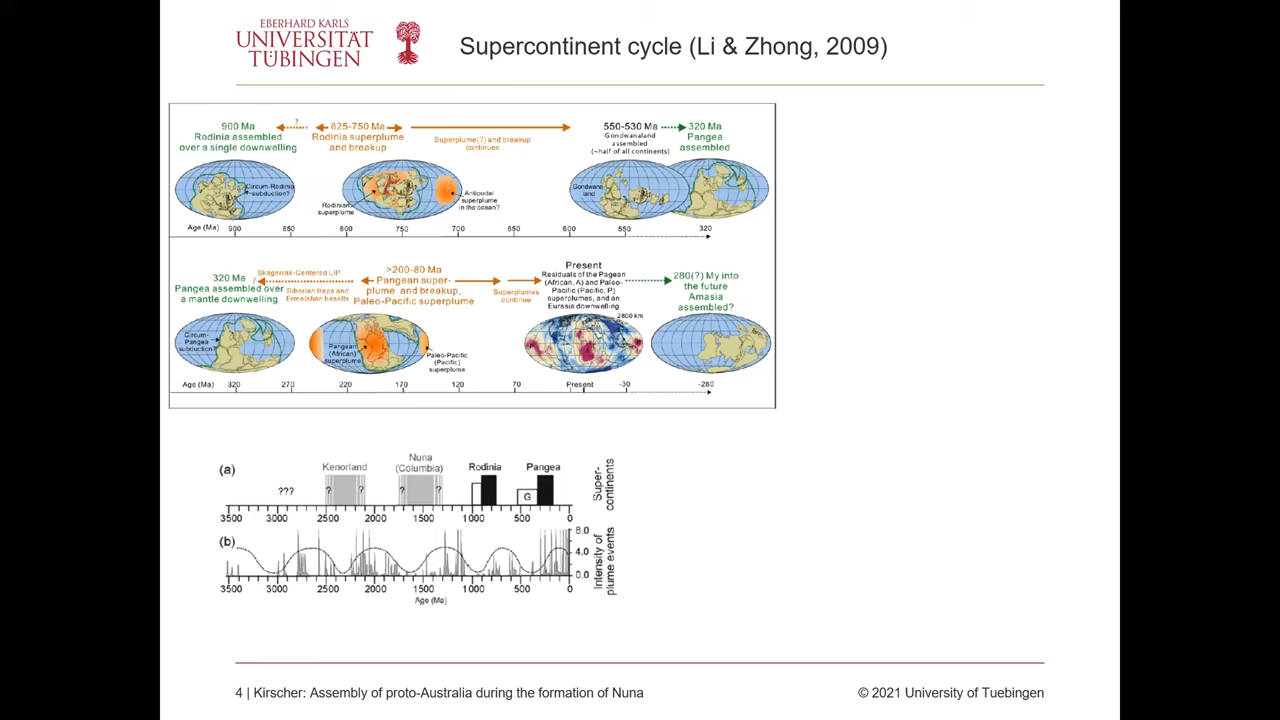 EBERHARD KARLS
UNIVERSITÄT
TÜBINGEN
Supercontinent cycle (Li & Zhong, 2009)
900 Ma
Rodinia assembled
over a single downwelling
?
825-750 Ma
Rodinia superplume
and breakup
Superplume(?) and breakup
continues
550-530 Ma
Gondwanaland
assembled
(~half of all continents)
320 Ma
Pangea
assembled
Circum-Rodinia
subduction?
Rodinian
superplume
Antipodal
superplume
in the ocean?
Gondwana
land
Age (Ma) 900 850 800 750 700 650 600 550 320
320 Ma
Pangea assembled over
a mantle downwelling
Skagerrak-Centered LIP
?
Siberian traps and
Ermeishan basalts
>200-80 Ma
Pangean super-
plume and breakup,
Paleo-Pacific superplume
Superplumes
continue
Present
Residuals of the Pagean
(African, A) and Paleo-
Pacific (Pacific, P)
superplumes, and an
Eurasia downwelling
2800 km
280(?) My into
the future
Amasia
assembled?
Circum-
Pangea
subduction?
Pangean
(African)
superplume
Paleo-Pacific
(Pacific)
superplume
Age (Ma) 320 270 220 170 120 70 Present -30 -280
(a)
???
Kenorland
? ?
Nuna
(Columbia)
? ?
Rodinia
Pangea
G
Super-
continents
3500 3000 2500 2000 1500 1000 500 0
(b)
8.0
4.0
0.0
Intensity of
plume events
3500 3000 2500 2000 1500 1000 500 0
Age (Ma)
4 | Kirscher: Assembly of proto-Australia during the formation of Nuna
© 2021 University of Tuebingen